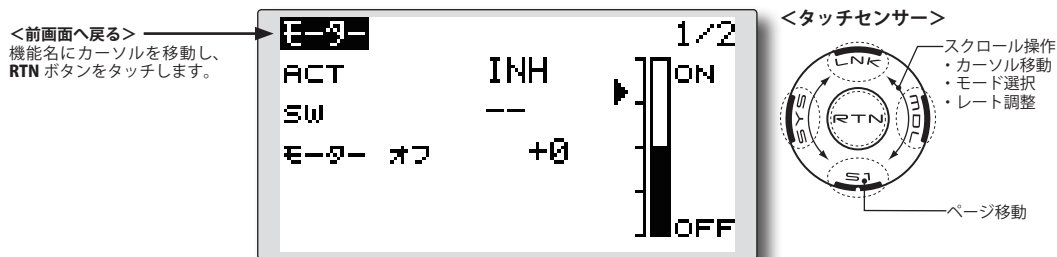 <前画面へ戻る>
機能名にカーソルを移動し、
RTN ボタンをタッチします。
モーター 1/2
ACT INH ON
SW --
モーター オフ +0
OFF
<タッチセンサー>
スクロール操作
・カーソル移動
・モード選択
・レート調整
LNK
SYS RTN MDL
S1
ページ移動